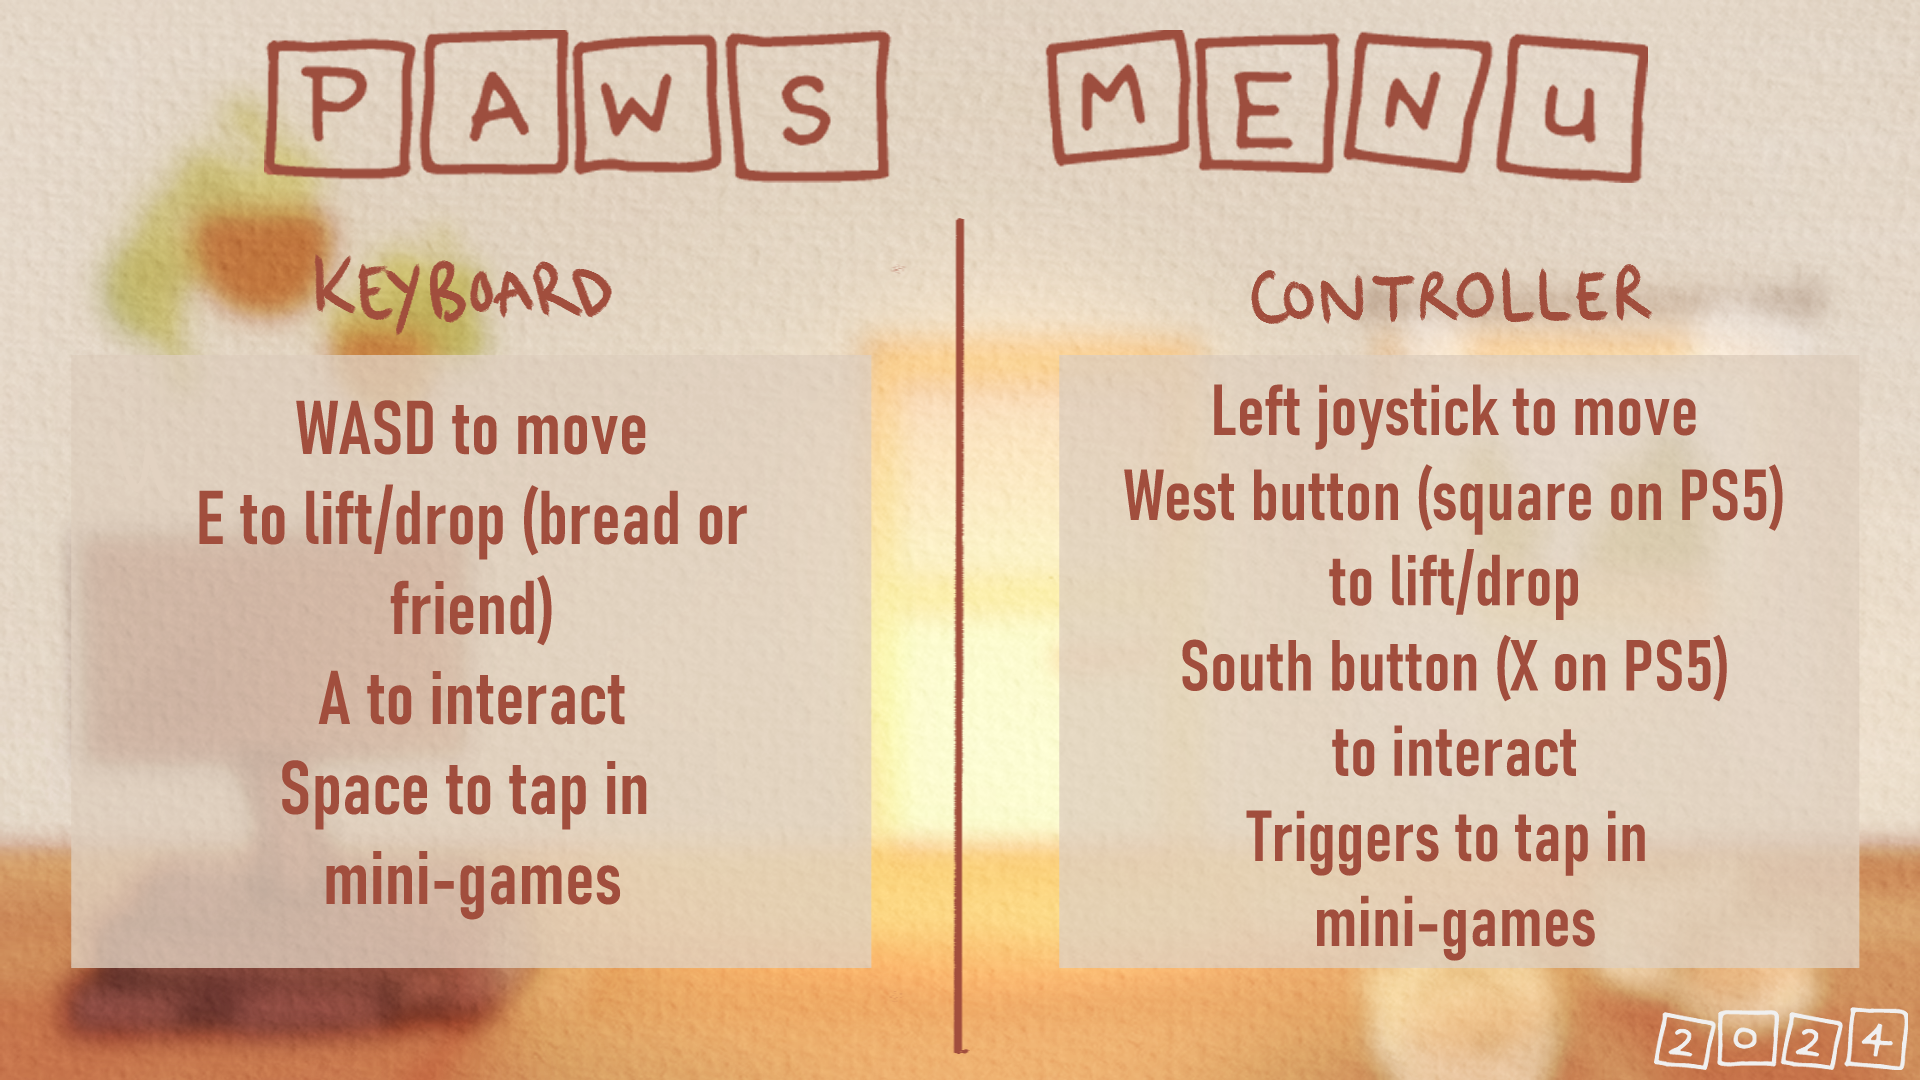 PAWS MENU
KEYBOARD
WASD to move
E to lift/drop (bread or
friend)
A to interact
Space to tap in
mini-games
CONTROLLER
Left joystick to move
West button (square on PS5)
to lift/drop
South button (X on PS5)
to interact
Triggers to tap in
mini-games
2024